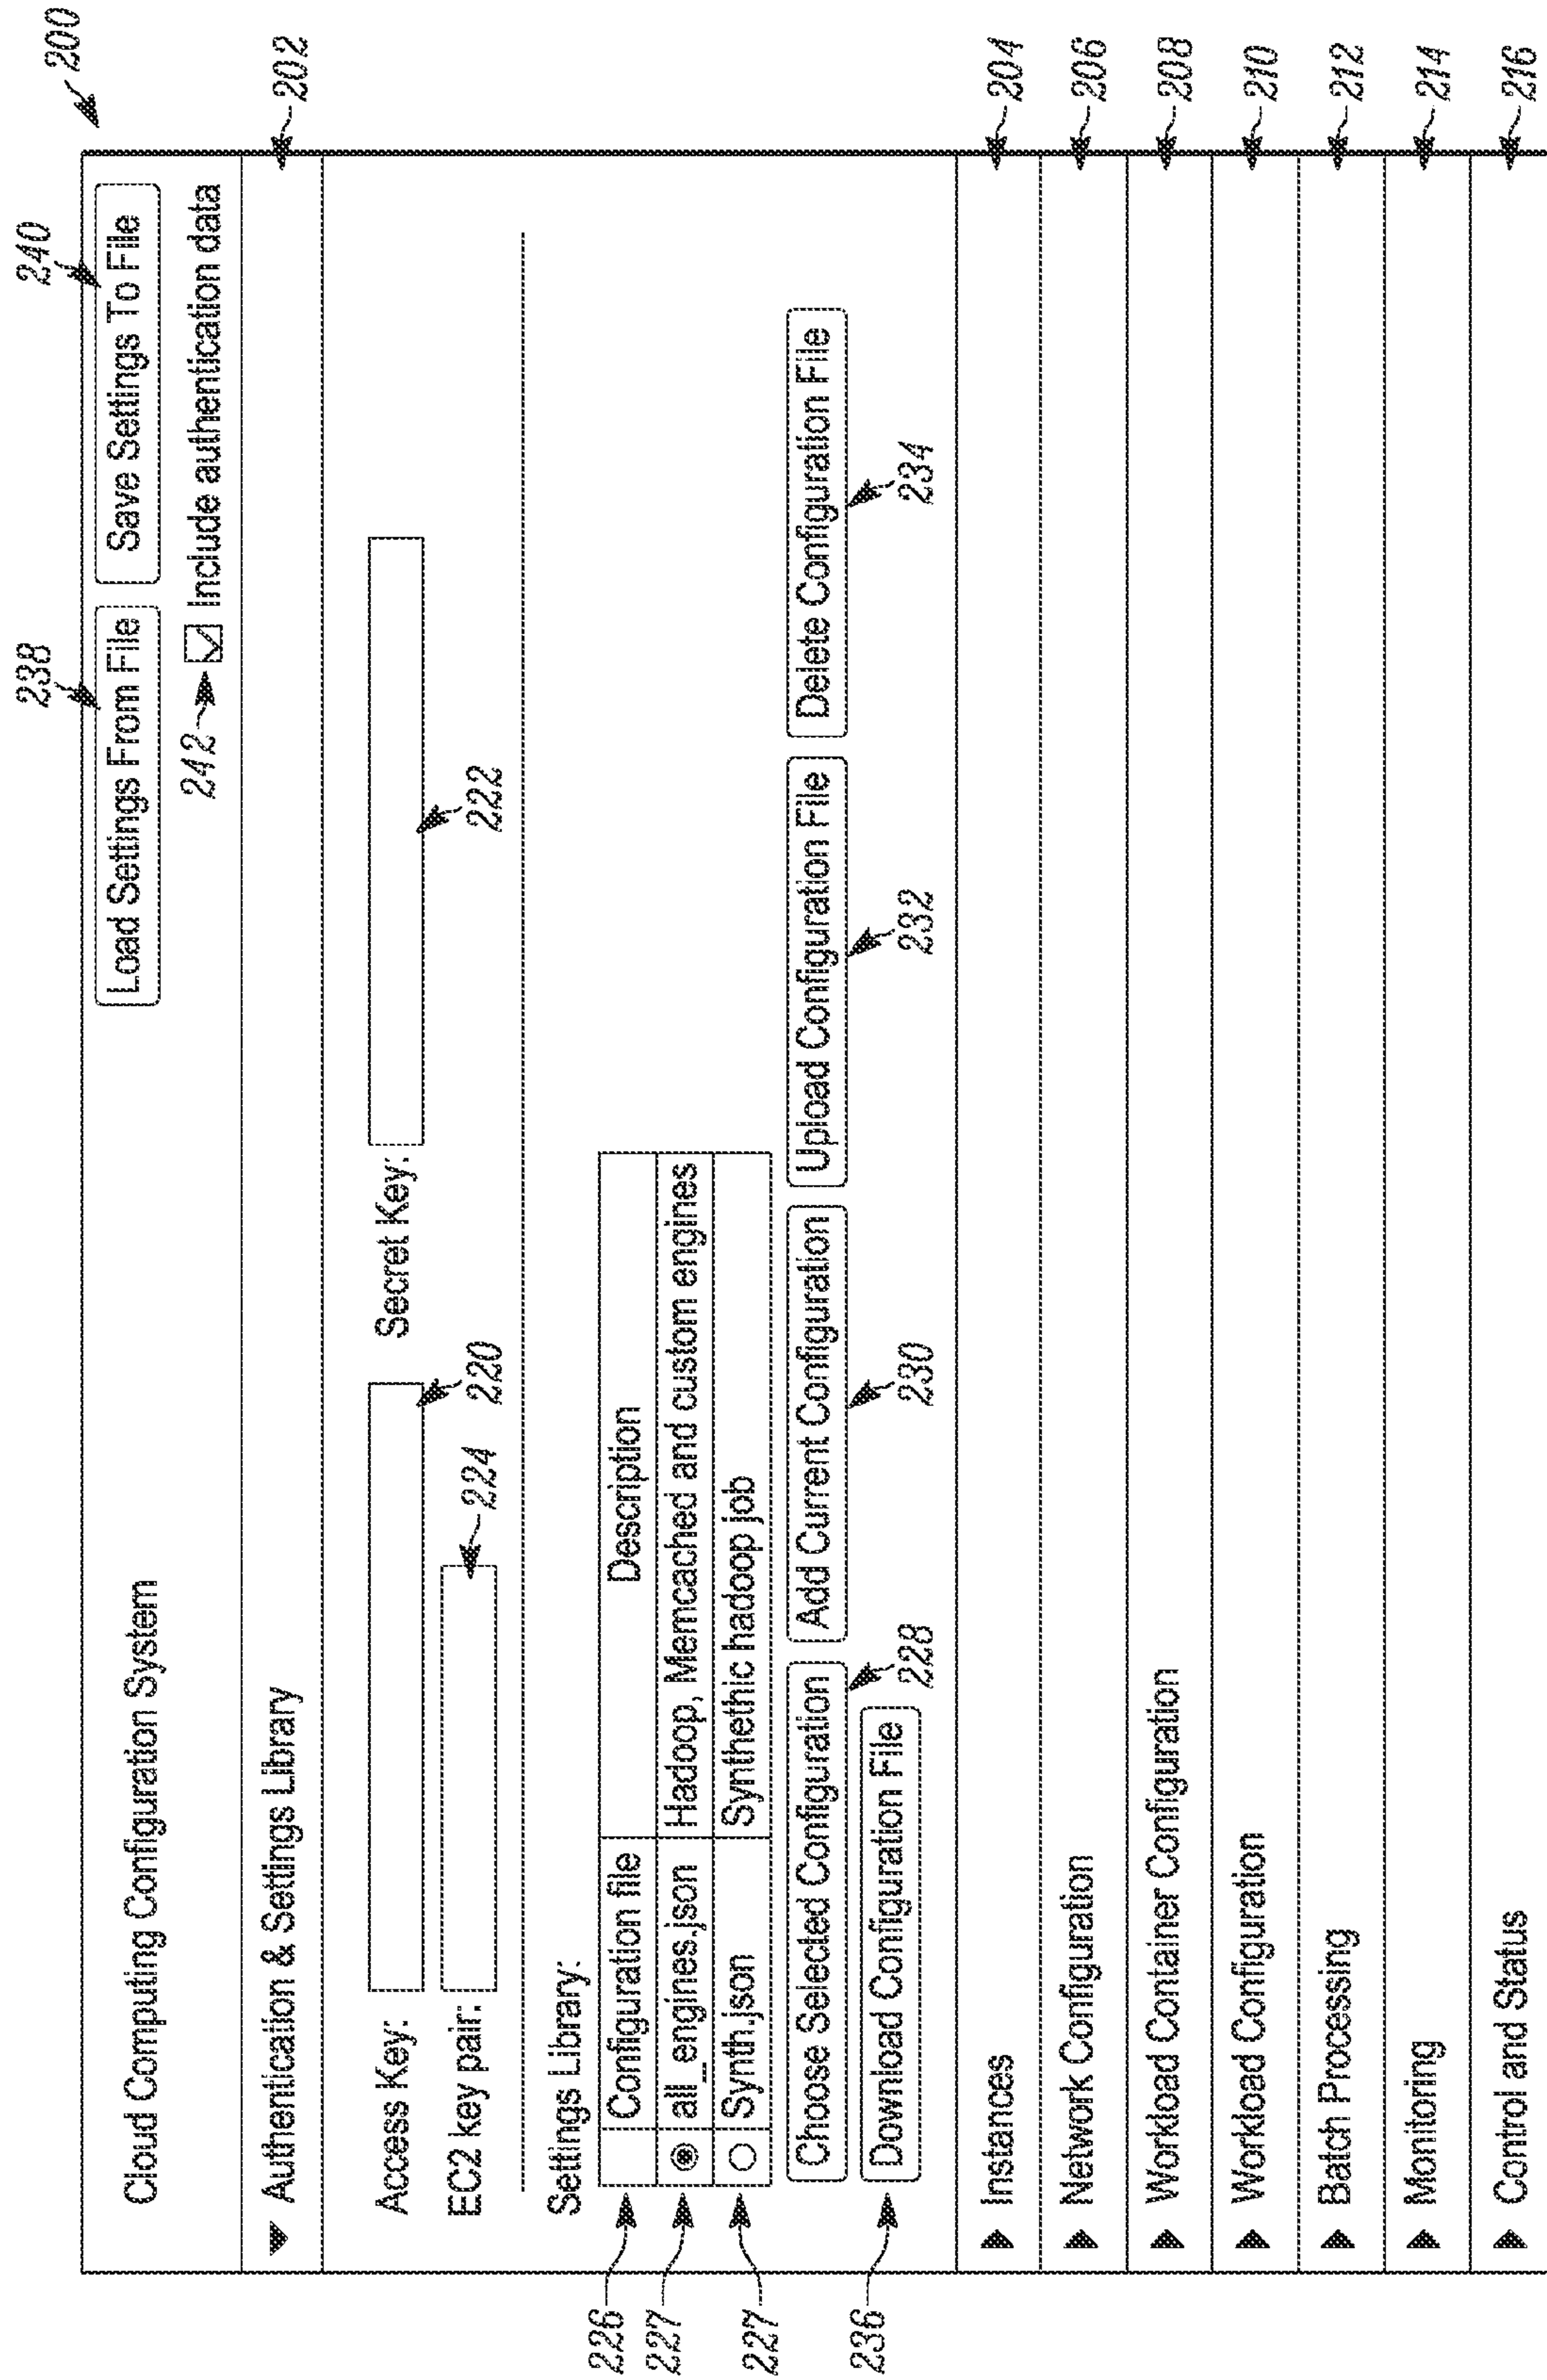 200
238
240
Cloud Computing Configuration System
Load Settings From File
Save Settings To File
242
Include authentication data
Authentication & Settings Library
202
Access Key:
Secret Key:
EC2 key pair:
224
220
222
Settings Library:
226
Configuration file Description
227
all_engines.json Hadoop, Memcached and custom engines
227
Synth.json Synthethic hadoop job
Choose Selected Configuration
Add Current Configuration
Upload Configuration File
Delete Configuration File
236
Download Configuration File
228
230
232
234
Instances
204
Network Configuration
206
Workload Container Configuration
208
Workload Configuration
210
Batch Processing
212
Monitoring
214
Control and Status
216